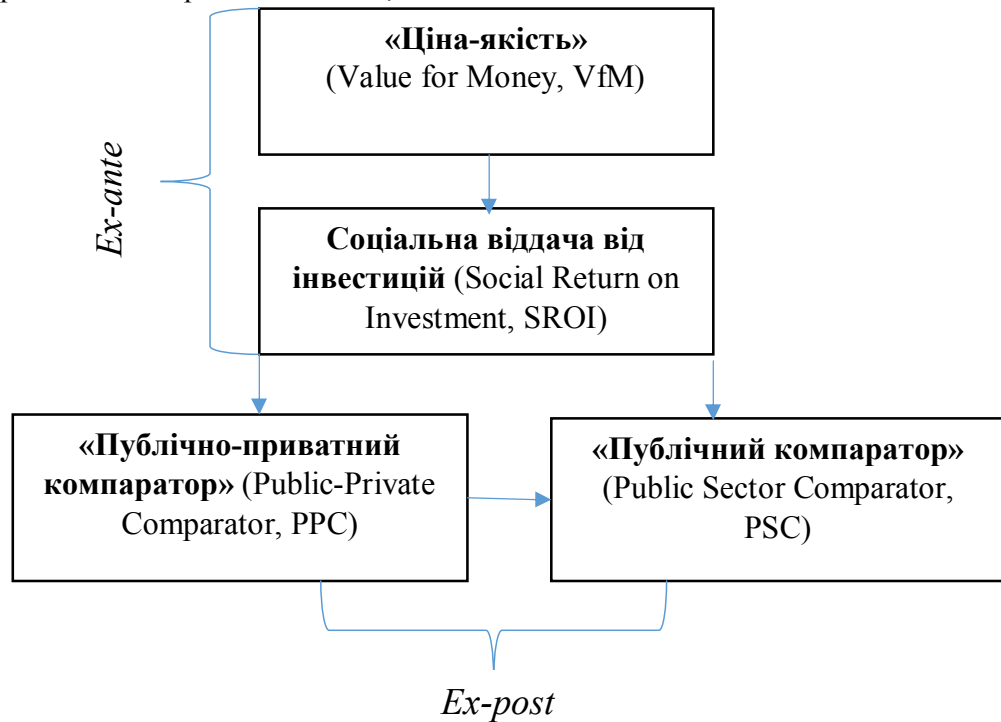 «Ціна-якість»
(Value for Money, VfM)
Ex-ante
Соціальна віддача від
інвестицій (Social Return on
Investment, SROI)
«Публічно-приватний
компаратор» (Public-Private
Comparator, PPC)
«Публічний компаратор»
(Public Sector Comparator,
PSC)
Ex-post